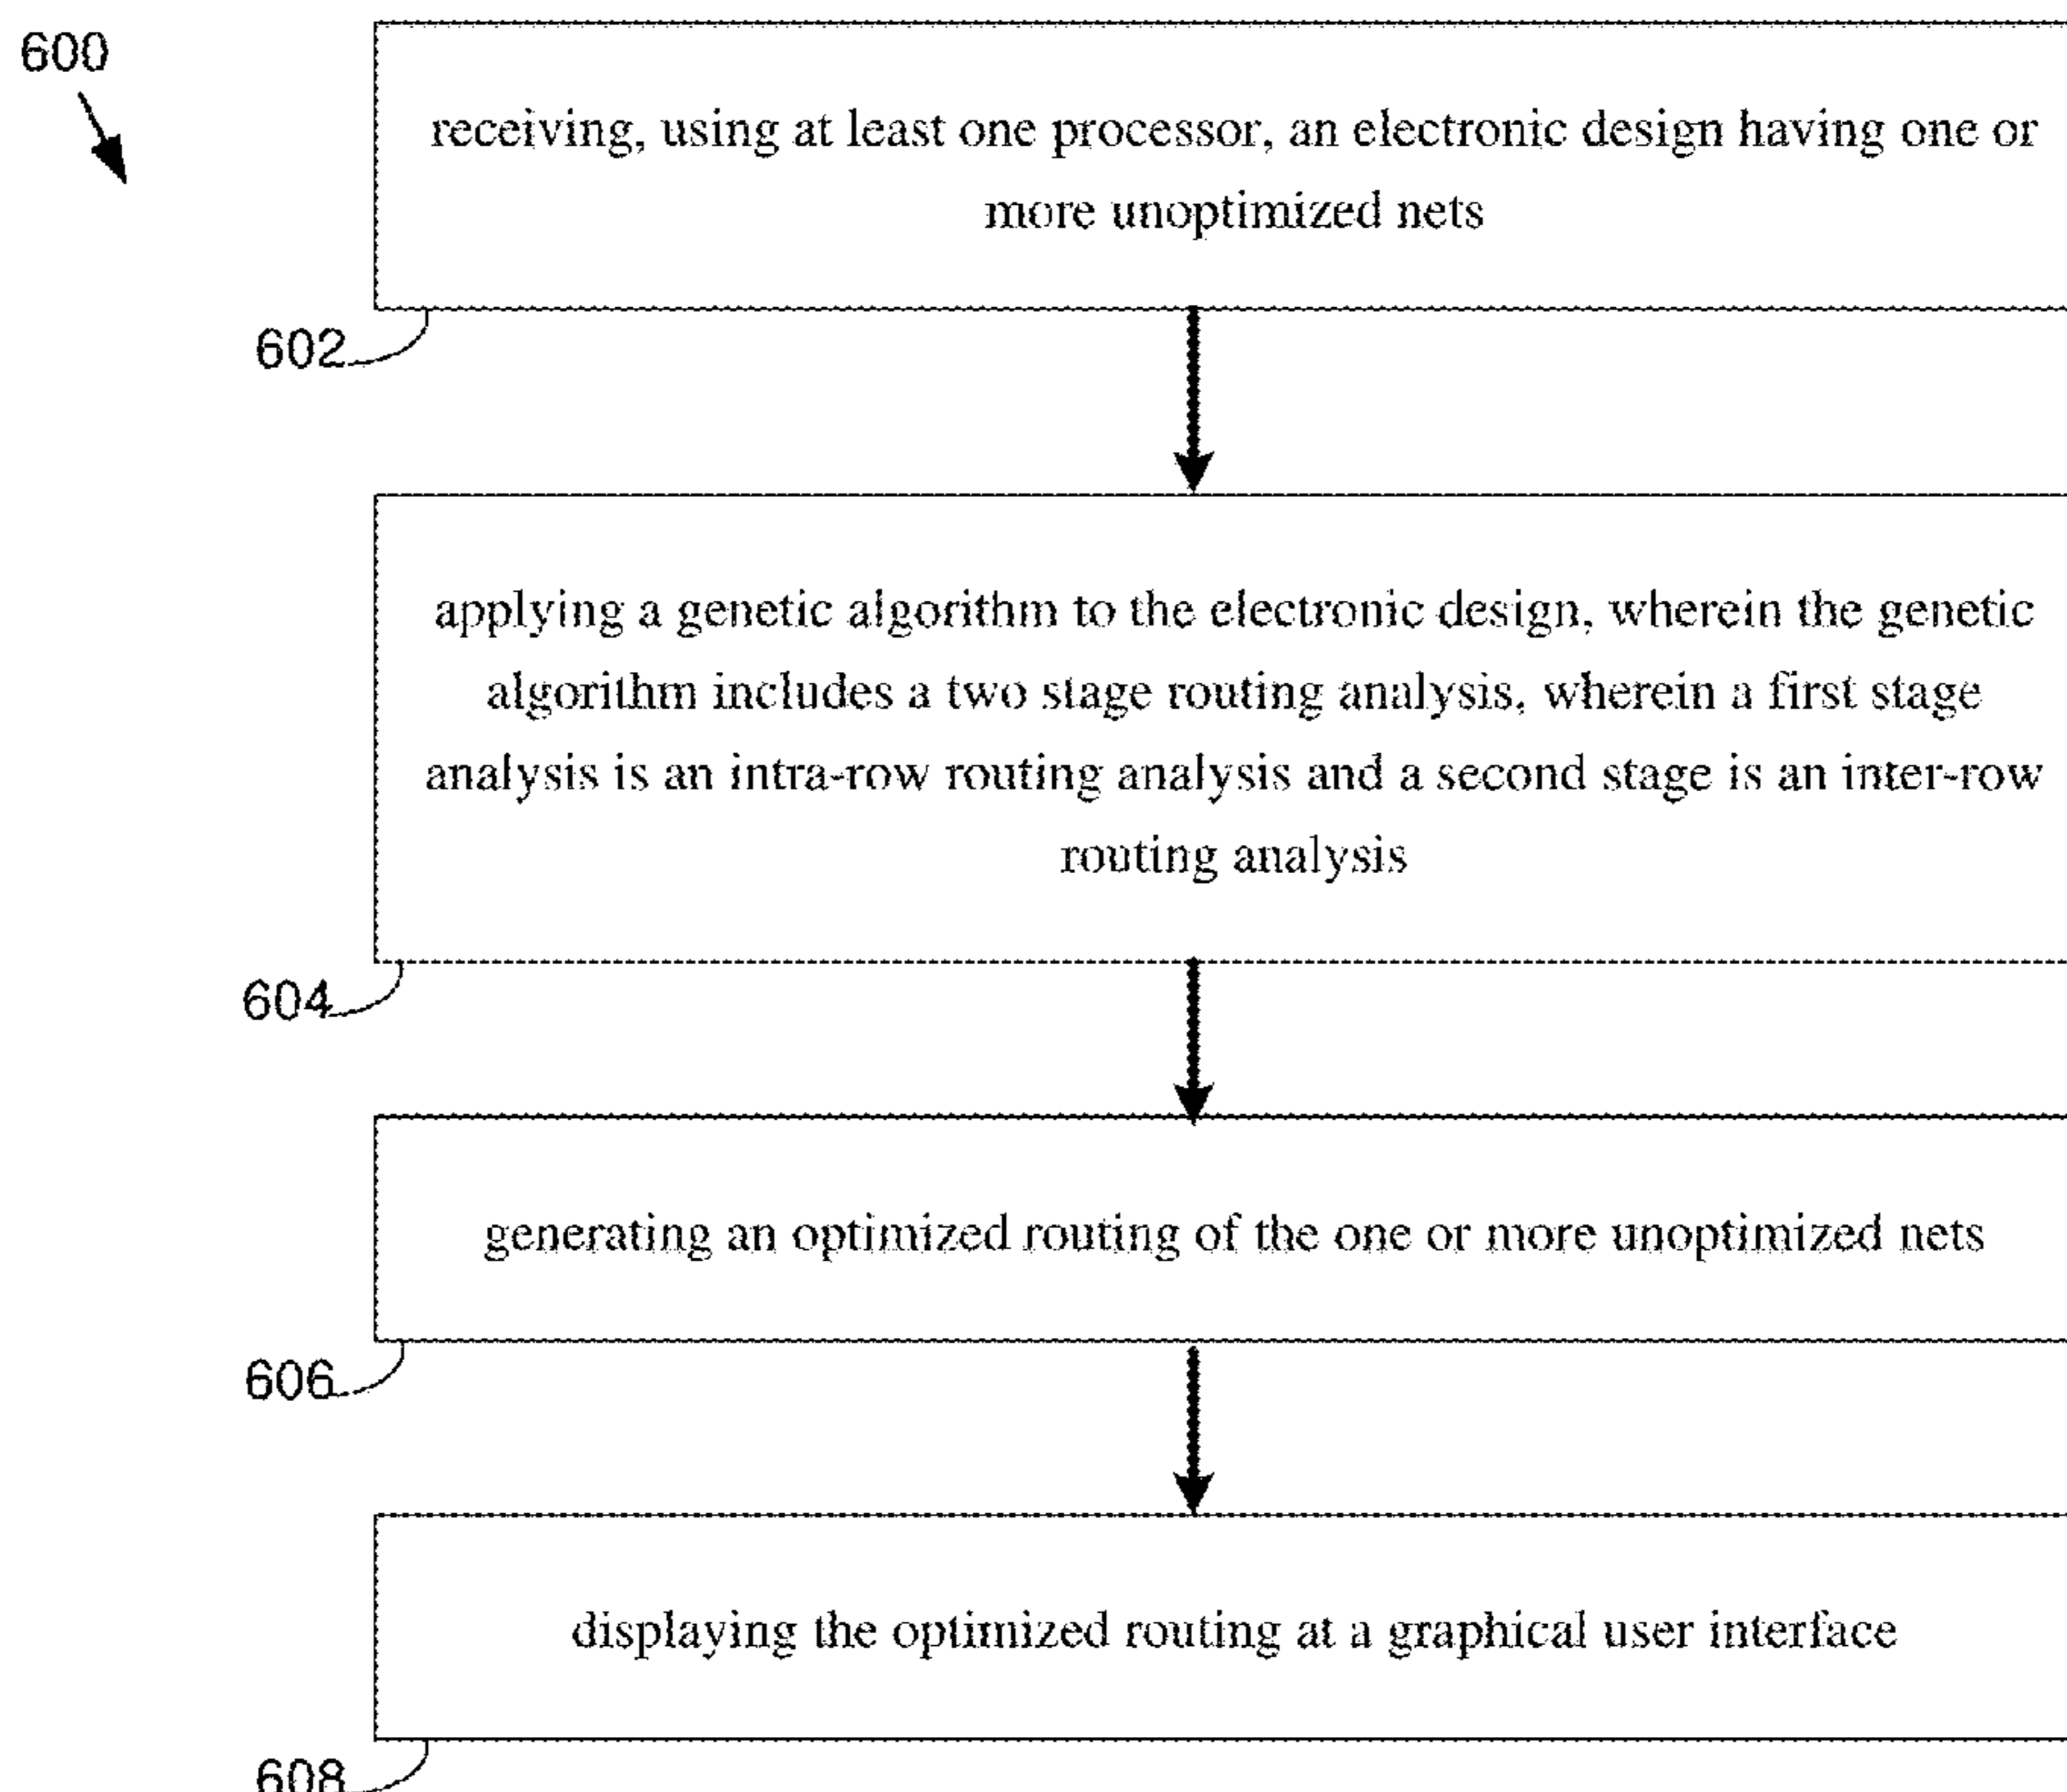 600
receiving, using at least one processor, an electronic design having one or
more unoptimized nets
602
applying a genetic algorithm to the electronic design, wherein the genetic
algorithm includes a two stage routing analysis, wherein a first stage
analysis is an intra-row routing analysis and a second stage is an inter-row
routing analysis
604
generating an optimized routing of the one or more unoptimized nets
606
displaying the optimized routing at a graphical user interface
608